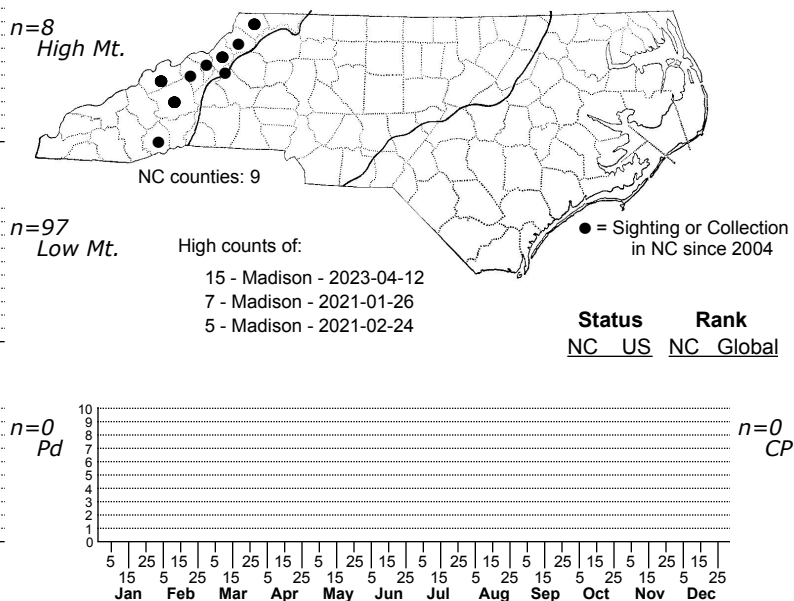 n=8
High Mt.
NC counties: 9
n=97
Low Mt.
High counts of:
15 - Madison - 2023-04-12
7 - Madison - 2021-01-26
5 - Madison - 2021-02-24
● = Sighting or Collection
in NC since 2004
Status Rank
NC US NC Global
n=0
Pd
10
9
8
7
6
5
4
3
2
1
0
n=0
CP
5 15 25 5 15 25 5 15 25 5 15 25 5 15 25 5 15 25 5 15 25 5 15 25 5 15 25 5 15 25 5 15 25 5 15 25
Jan Feb Mar Apr May Jun Jul Aug Sep Oct Nov Dec